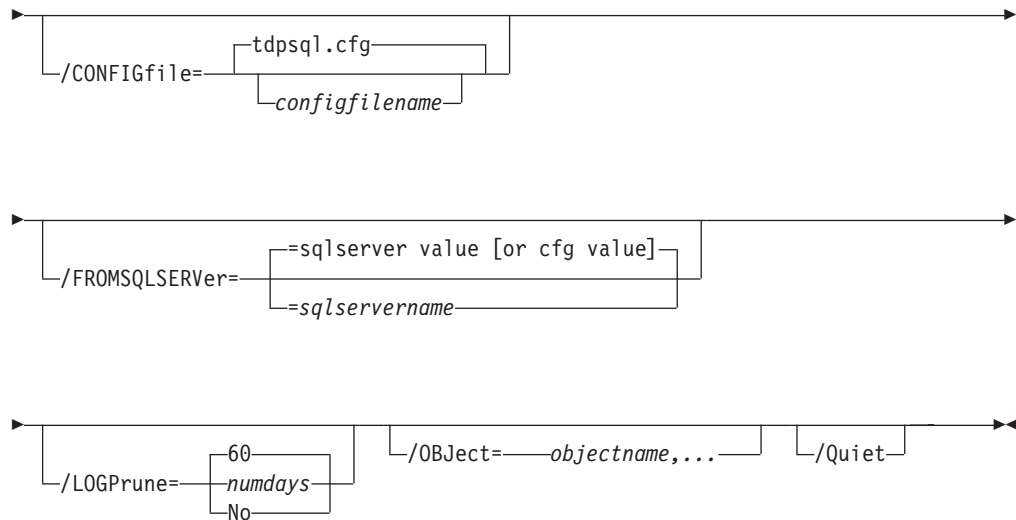 tdpsql.cfg
/CONFIGfile=
configfilename
=sqlserver value [or cfg value]
/FROMSQLSERVer=
=sqlservername
60
/LOGPrune= numdays
No
/OBJect= objectname,...
/Quiet